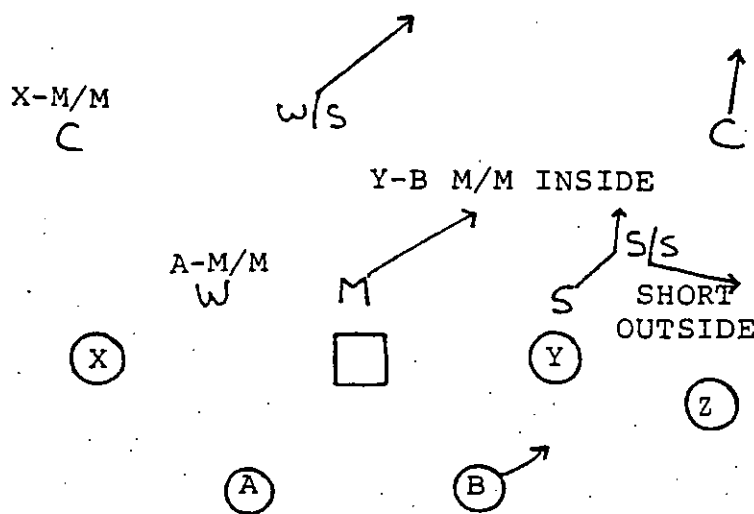 X-M/M
C
W/S
C
Y-B M/M INSIDE
A-M/M
W
M
S
S/S
SHORT
OUTSIDE
X
Y
Z
A
B